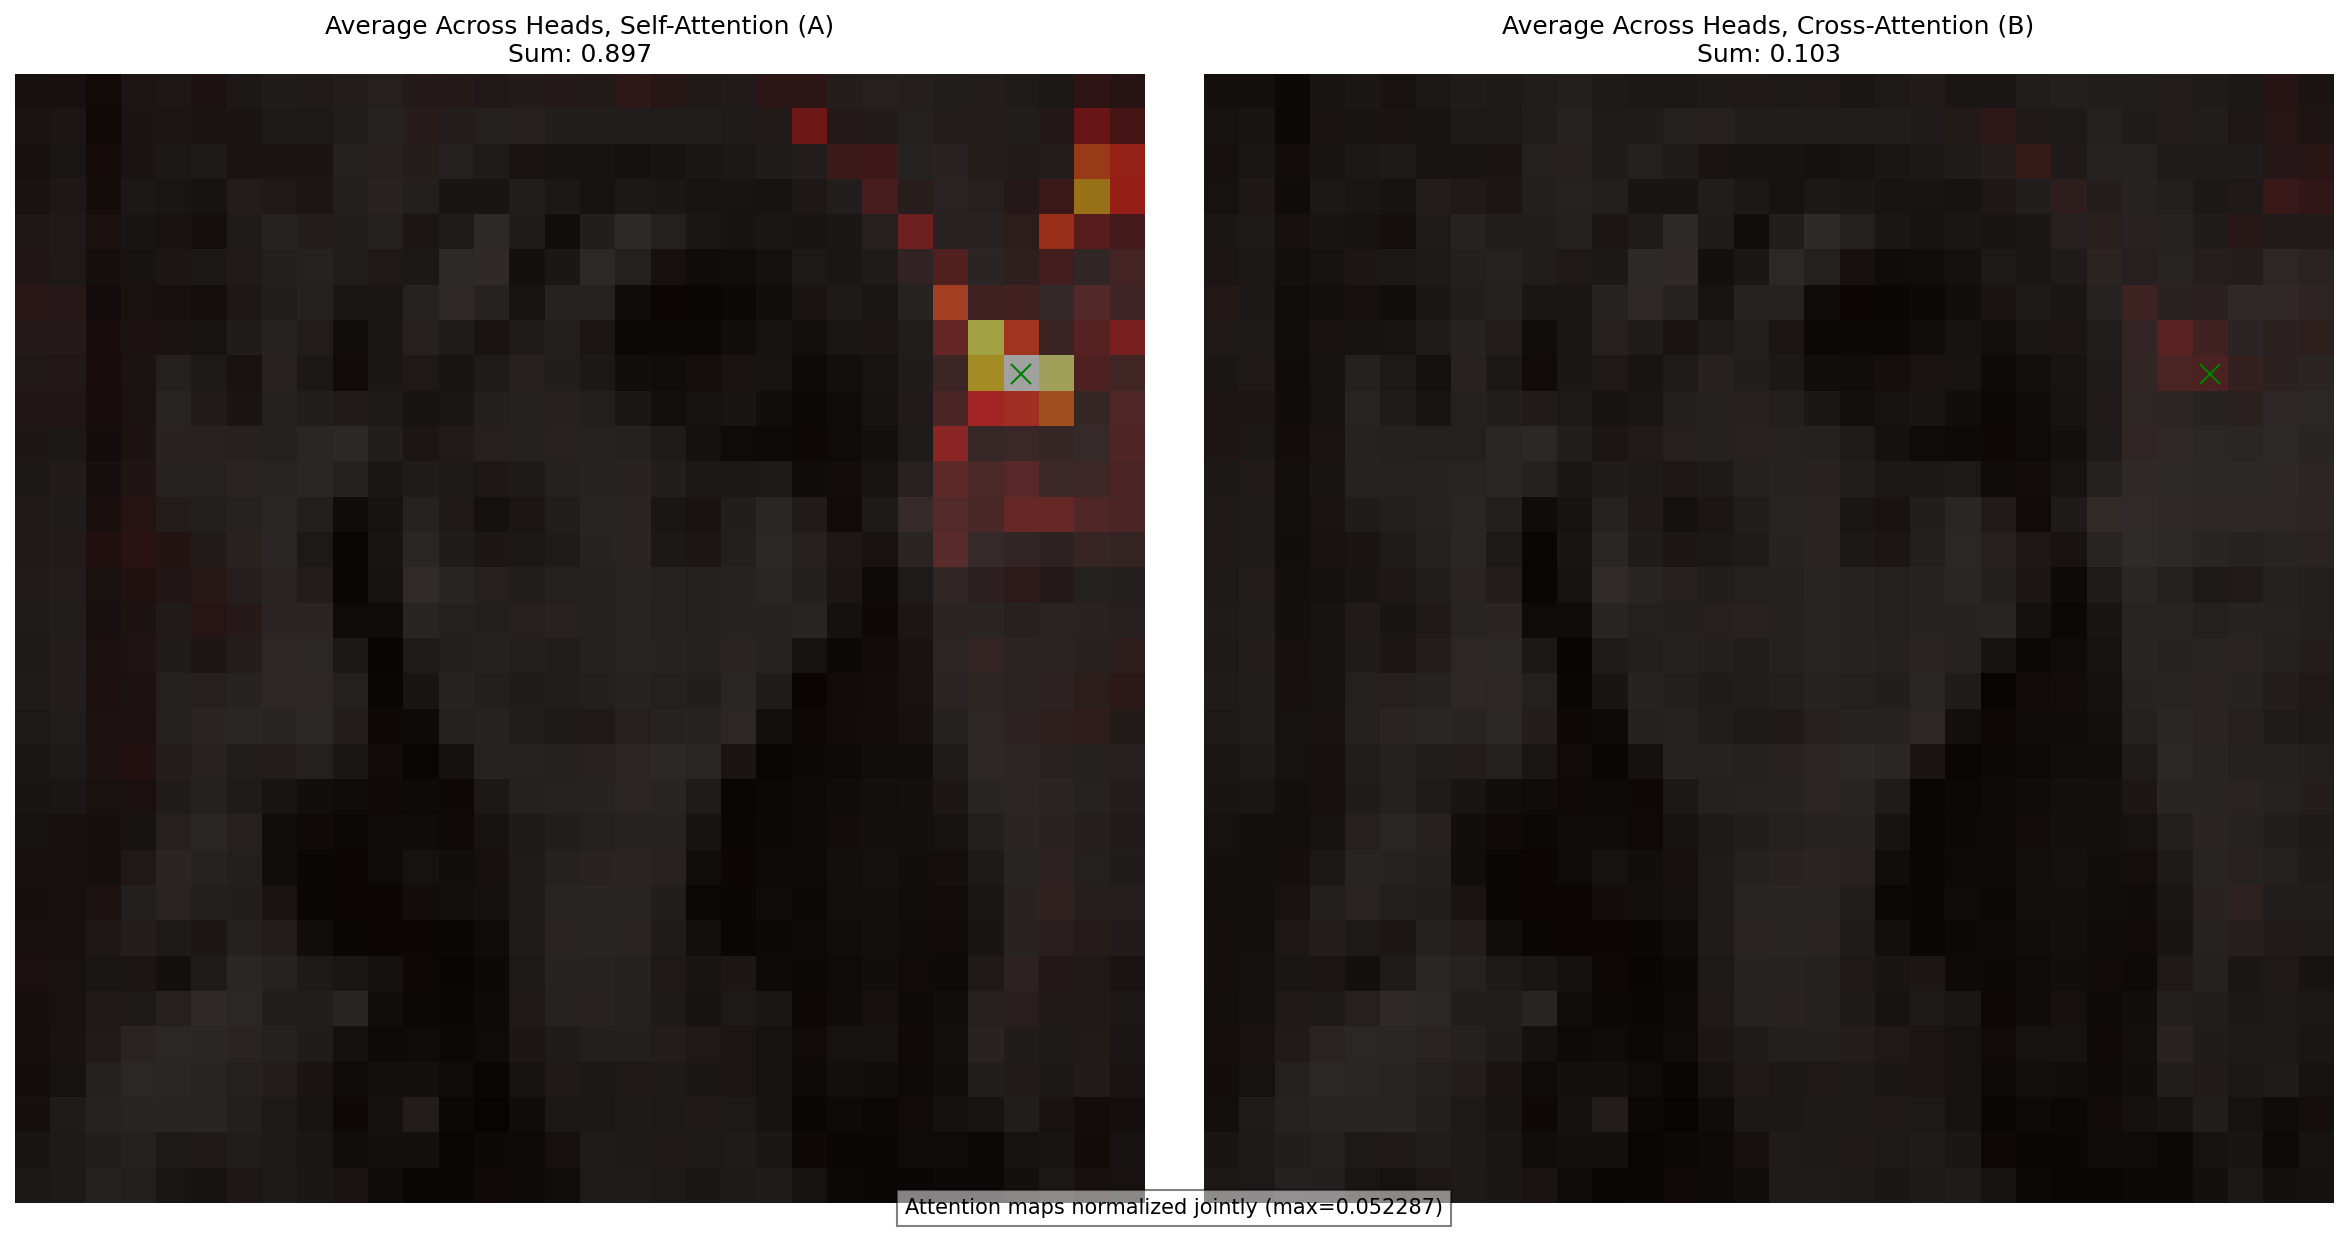 Average Across Heads, Self-Attention (A)
Sum: 0.897
Average Across Heads, Cross-Attention (B)
Sum: 0.103
Attention maps normalized jointly (max=0.052287)